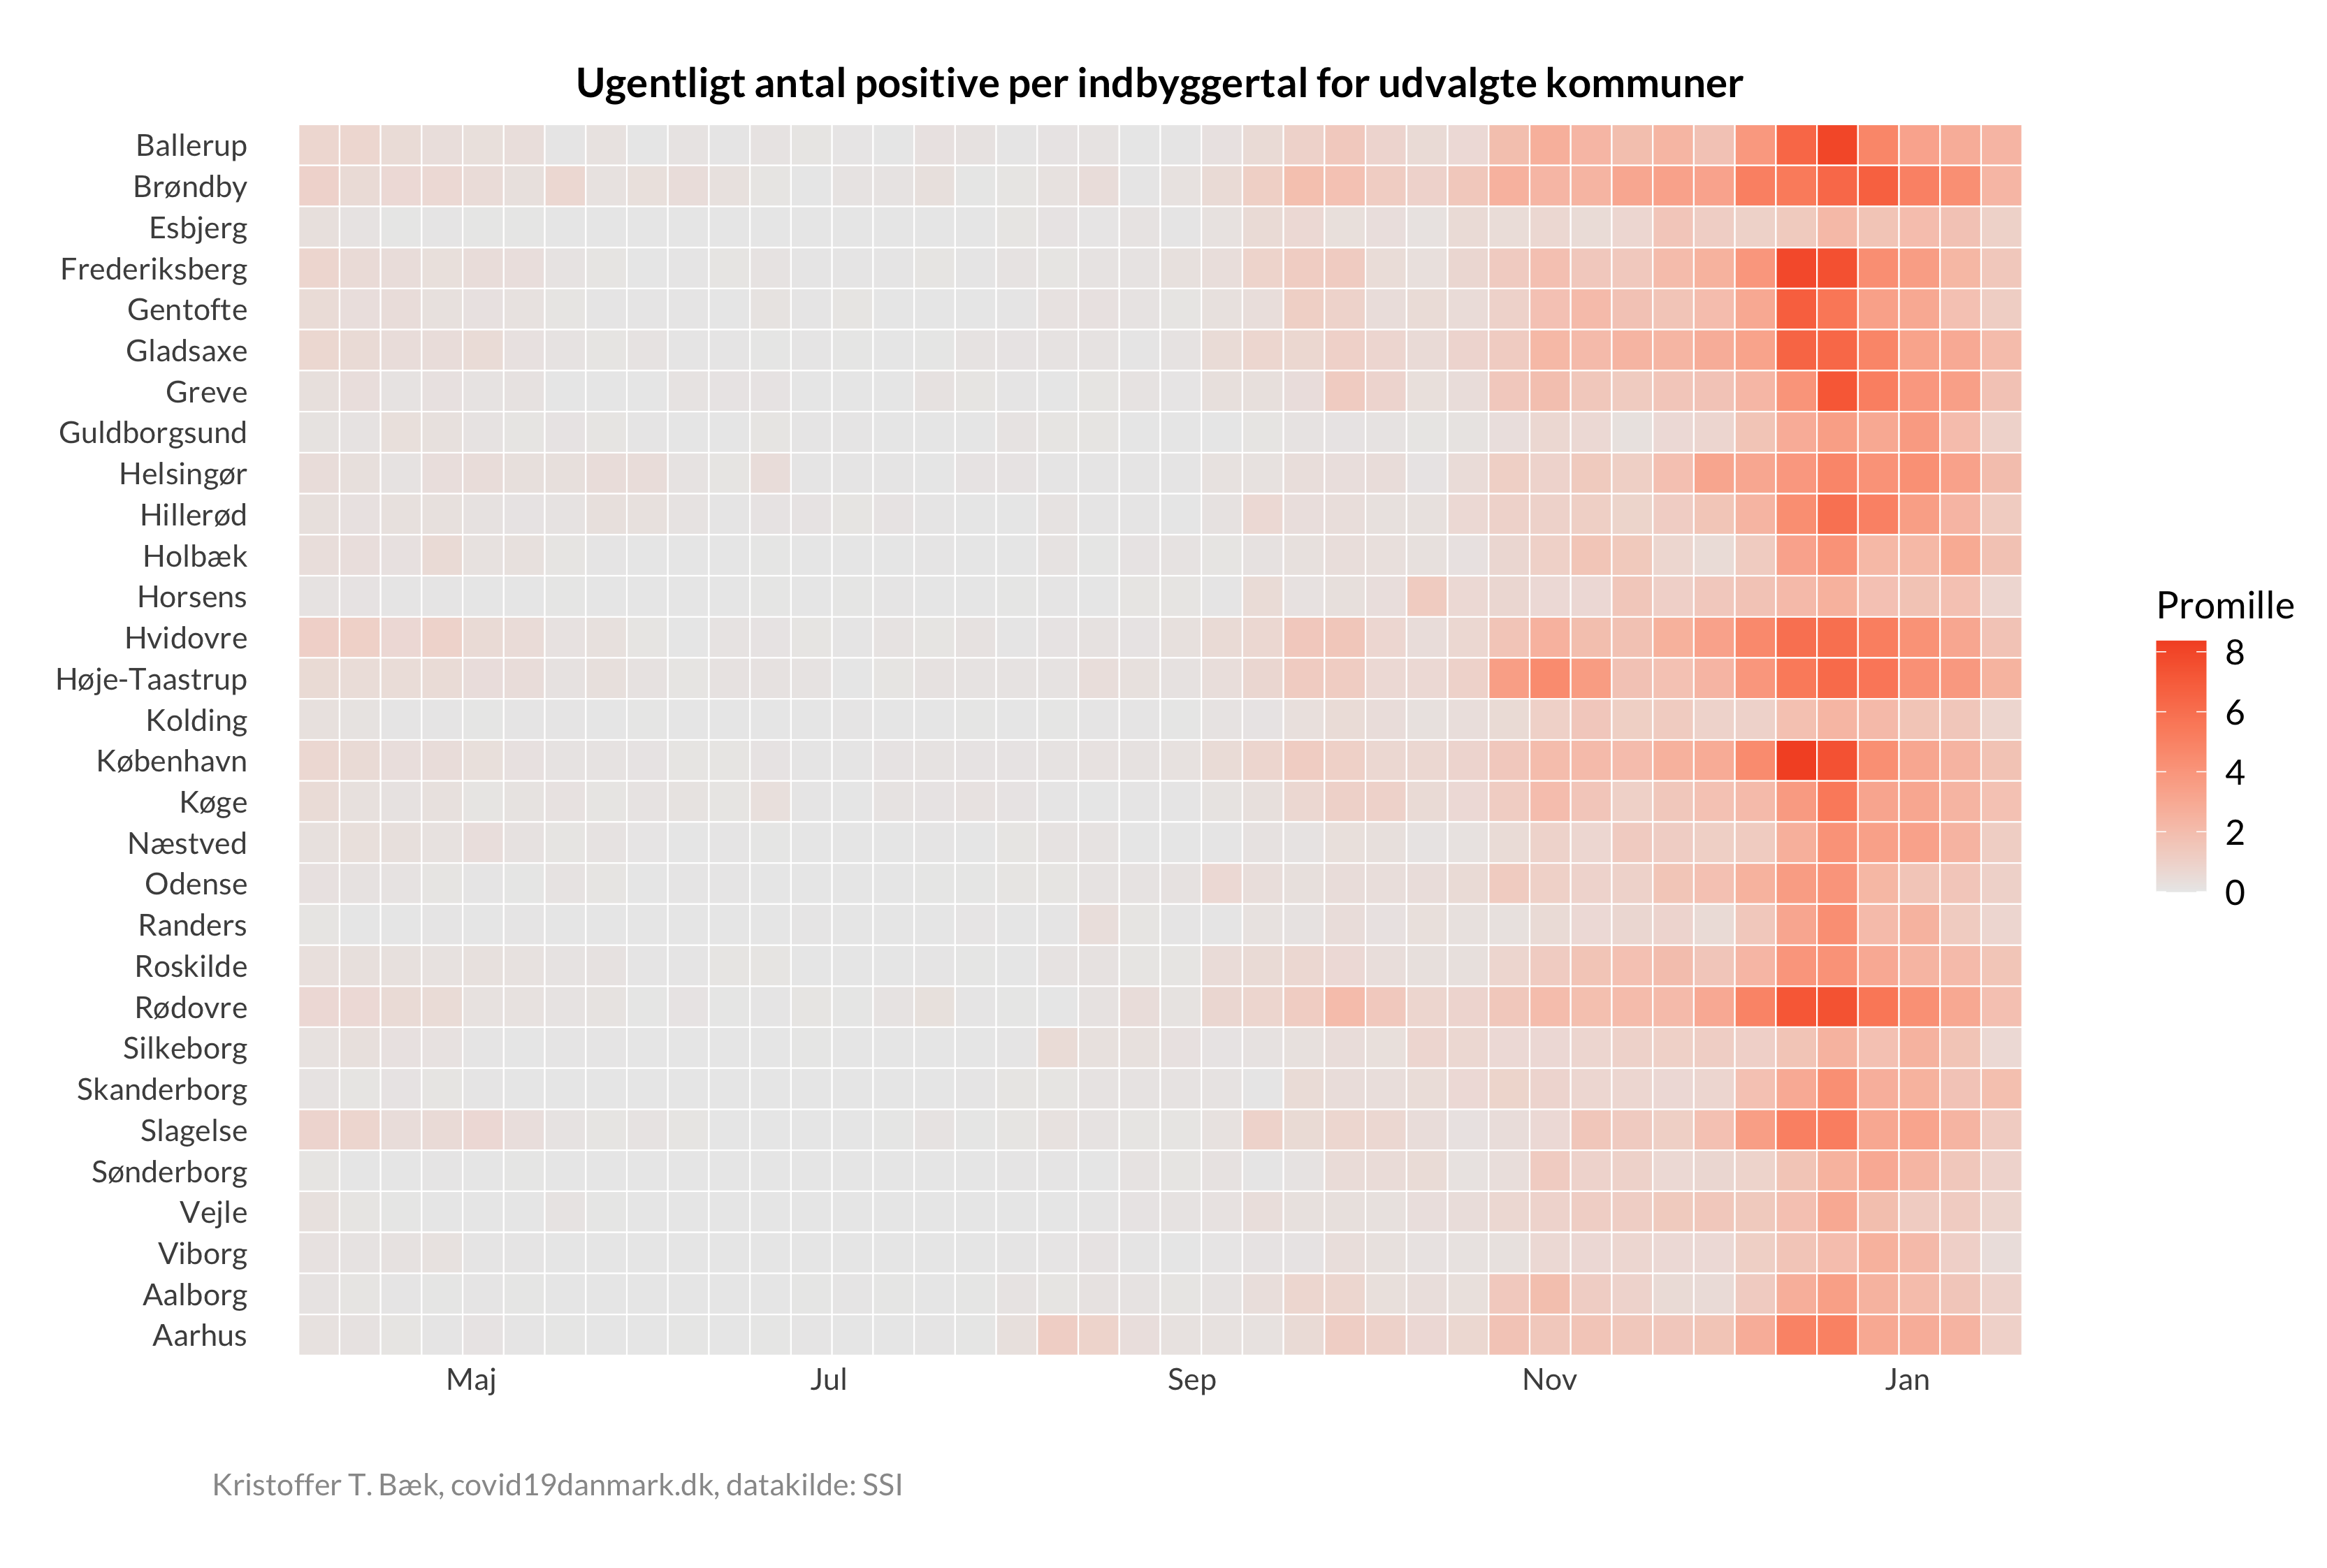 Ugentligt antal positive per indbyggertal for udvalgte kommuner
Ballerup
Brøndby
Esbjerg
Frederiksberg
Gentofte
Gladsaxe
Greve
Guldborgsund
Helsingør
Hillerød
Holbæk
Horsens
Hvidovre
Høje-Taastrup
Kolding
København
Køge
Næstved
Odense
Randers
Roskilde
Rødovre
Silkeborg
Skanderborg
Slagelse
Sønderborg
Vejle
Viborg
Aalborg
Aarhus
Maj Jul Sep Nov Jan
Promille
8
6
4
2
0
Kristoffer T. Bæk, covid19danmark.dk, datakilde: SSI